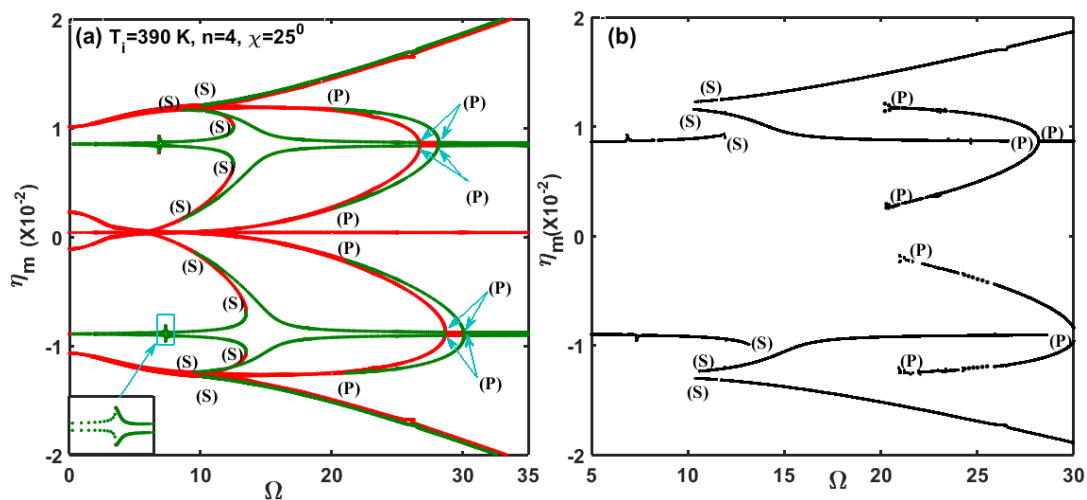 (a) T_i=390 K, n=4, χ=25^0
2
1
0
-1
-2
η_m (X10^-2)
(S)
(S)
(S)
(S)
(S)
(S)
(S)
(S)
(S)
(S)
(P)
(P)
(P)
(P)
(P)
(P)
(P)
(P)
0
10
20
30
35
Ω
(b)
2
1
0
-1
-2
η_m(X10^-2)
(S)
(S)
(S)
(S)
(S)
(S)
(P)
(P)
(P)
(P)
(P)
(P)
(P)
5
10
15
20
25
30
Ω